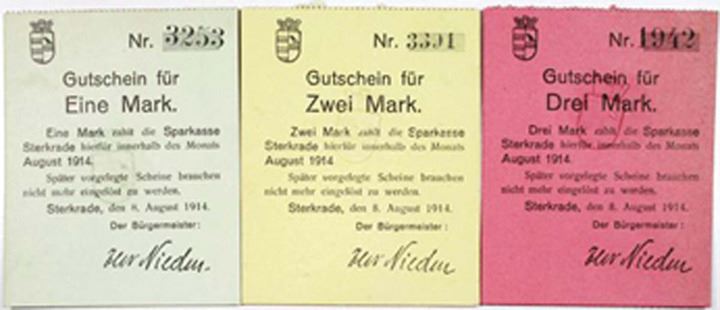 Nr. 3253
Gutschein für
Eine Mark.
Eine Mark zahlt die Sparkasse
Sterkrade hierfür innerhalb des Monats
August 1914.
Später vorgelegte Scheine brauchen
nicht mehr eingelöst zu werden.
Sterkrade, den 8. August 1914.
Der Bürgermeister:
Nr. 3391
Gutschein für
Zwei Mark.
Zwei Mark zahlt die Sparkasse
Sterkrade hierfür innerhalb des Monats
August 1914
Später vorgelegte Scheine brauchen
nicht mehr eingelöst zu werden.
Sterkrade, den 8. August 1914.
Der Bürgermeister:
Nr. 1942
Gutschein für
Drei Mark.
Drei Mark zahlt die Sparkasse
Sterkrade hierfür innerhalb des Monats
August 1914.
Später vorgelegte Scheine brauchen
nicht mehr eingelöst zu werden.
Sterkrade, den 8. August 1914.
Der Bürgermeister: